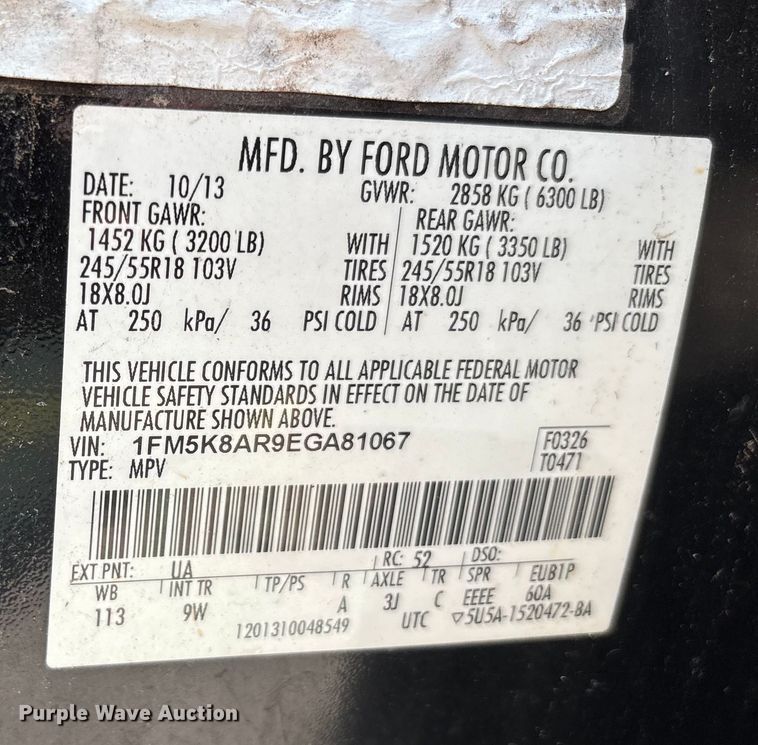 MFD. BY FORD MOTOR CO.
DATE: 10/13 GVWR: 2858 KG ( 6300 LB)
FRONT GAWR: REAR GAWR:
1452 KG ( 3200 LB) WITH 1520 KG ( 3350 LB) WITH
245/55R18 103V TIRES 245/55R18 103V TIRES
18X8.0J RIMS 18X8.0J RIMS
AT 250 kPa/ 36 PSI COLD AT 250 kPa/ 36 PSI COLD
THIS VEHICLE CONFORMS TO ALL APPLICABLE FEDERAL MOTOR
VEHICLE SAFETY STANDARDS IN EFFECT ON THE DATE OF
MANUFACTURE SHOWN ABOVE.
VIN: 1FM5K8AR9EGA81067 F0326
TYPE: MPV T0471
EXT PNT: UA RC: 52 DSO:
WB INT TR TP/PS R AXLE TR SPR EUB1P
113 9W A 3J C EEEE 60A
1201310048549 UTC ▽5U5A-1520472-BA
Purple Wave Auction